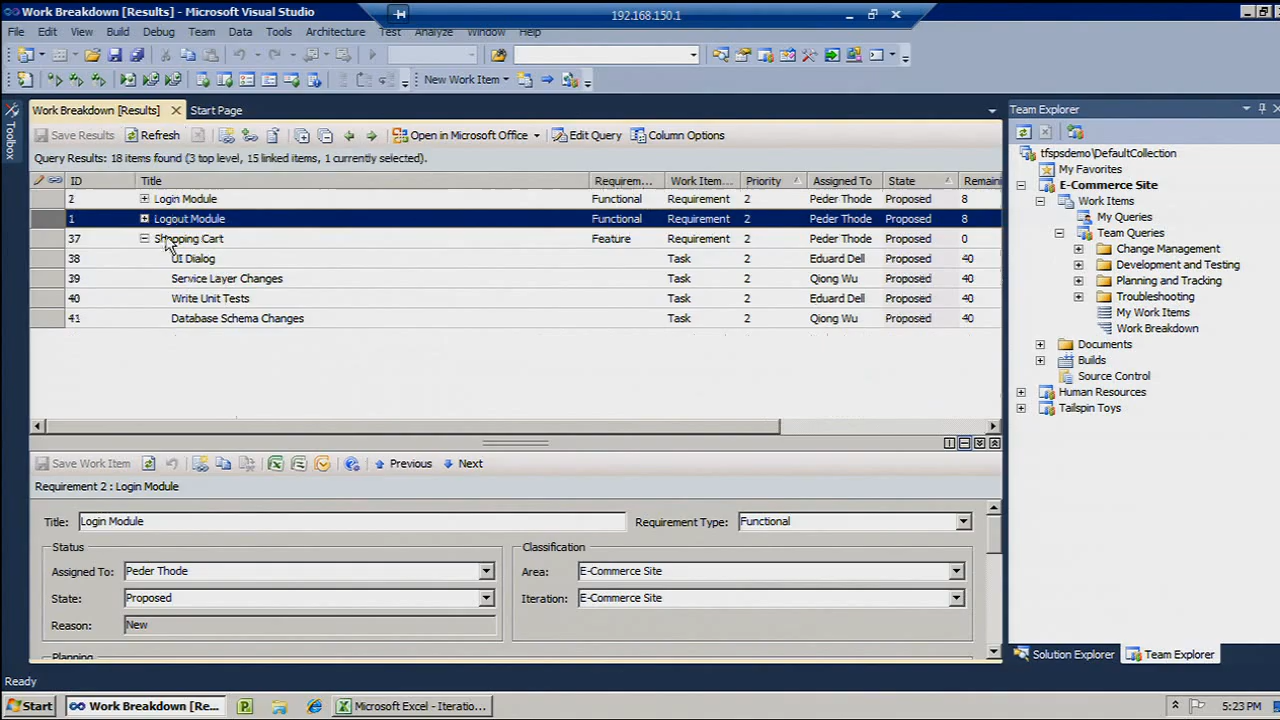 Work Breakdown [Results] - Microsoft Visual Studio
192.168.150.1
File Edit View Build Debug Team Data Tools Architecture Test Analyze Window Help
New Work Item
Toolbox
Work Breakdown [Results] Start Page
Save Results Refresh Open in Microsoft Office Edit Query Column Options
Query Results: 18 items found (3 top level, 15 linked items, 1 currently selected).
ID Title Requirem... Work Item... Priority Assigned To State Remaini
2 Login Module Functional Requirement 2 Peder Thode Proposed 8
1 Logout Module Functional Requirement 2 Peder Thode Proposed 8
37 Shopping Cart Feature Requirement 2 Peder Thode Proposed 0
38 UI Dialog Task 2 Eduard Dell Proposed 40
39 Service Layer Changes Task 2 Qiong Wu Proposed 40
40 Write Unit Tests Task 2 Eduard Dell Proposed 40
41 Database Schema Changes Task 2 Qiong Wu Proposed 40
Save Work Item Previous Next
Requirement 2 : Login Module
Title: Login Module Requirement Type: Functional
Status Classification
Assigned To: Peder Thode Area: E-Commerce Site
State: Proposed Iteration: E-Commerce Site
Reason: New
Planning
Team Explorer
tfspsdemo\DefaultCollection
My Favorites
E-Commerce Site
Work Items
My Queries
Team Queries
Change Management
Development and Testing
Planning and Tracking
Troubleshooting
My Work Items
Work Breakdown
Documents
Builds
Source Control
Human Resources
Tailspin Toys
Solution Explorer Team Explorer
Ready
Start Work Breakdown [Re... Microsoft Excel - Iteratio... 5:23 PM